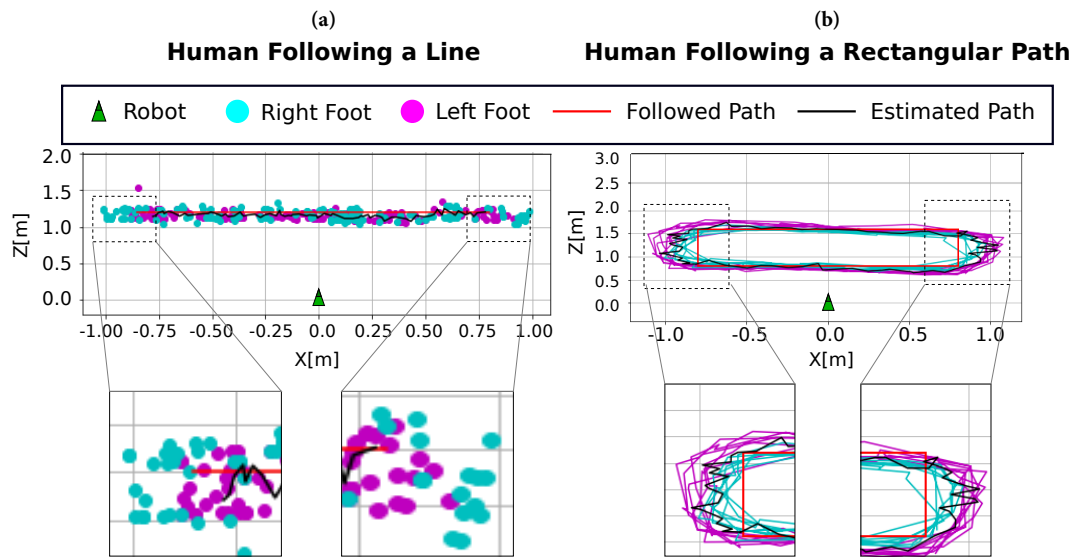 (a)
Human Following a Line
(b)
Human Following a Rectangular Path
Robot Right Foot Left Foot Followed Path Estimated Path
2.0
1.5
1.0
0.5
0.0
Z[m]
-1.00 -0.75 -0.50 -0.25 0.0 0.25 0.50 0.75 1.00
X[m]
3.0
2.5
2.0
1.5
1.0
0.5
0.0
Z[m]
-1.0 -0.5 0.0 0.5 1.0
X[m]